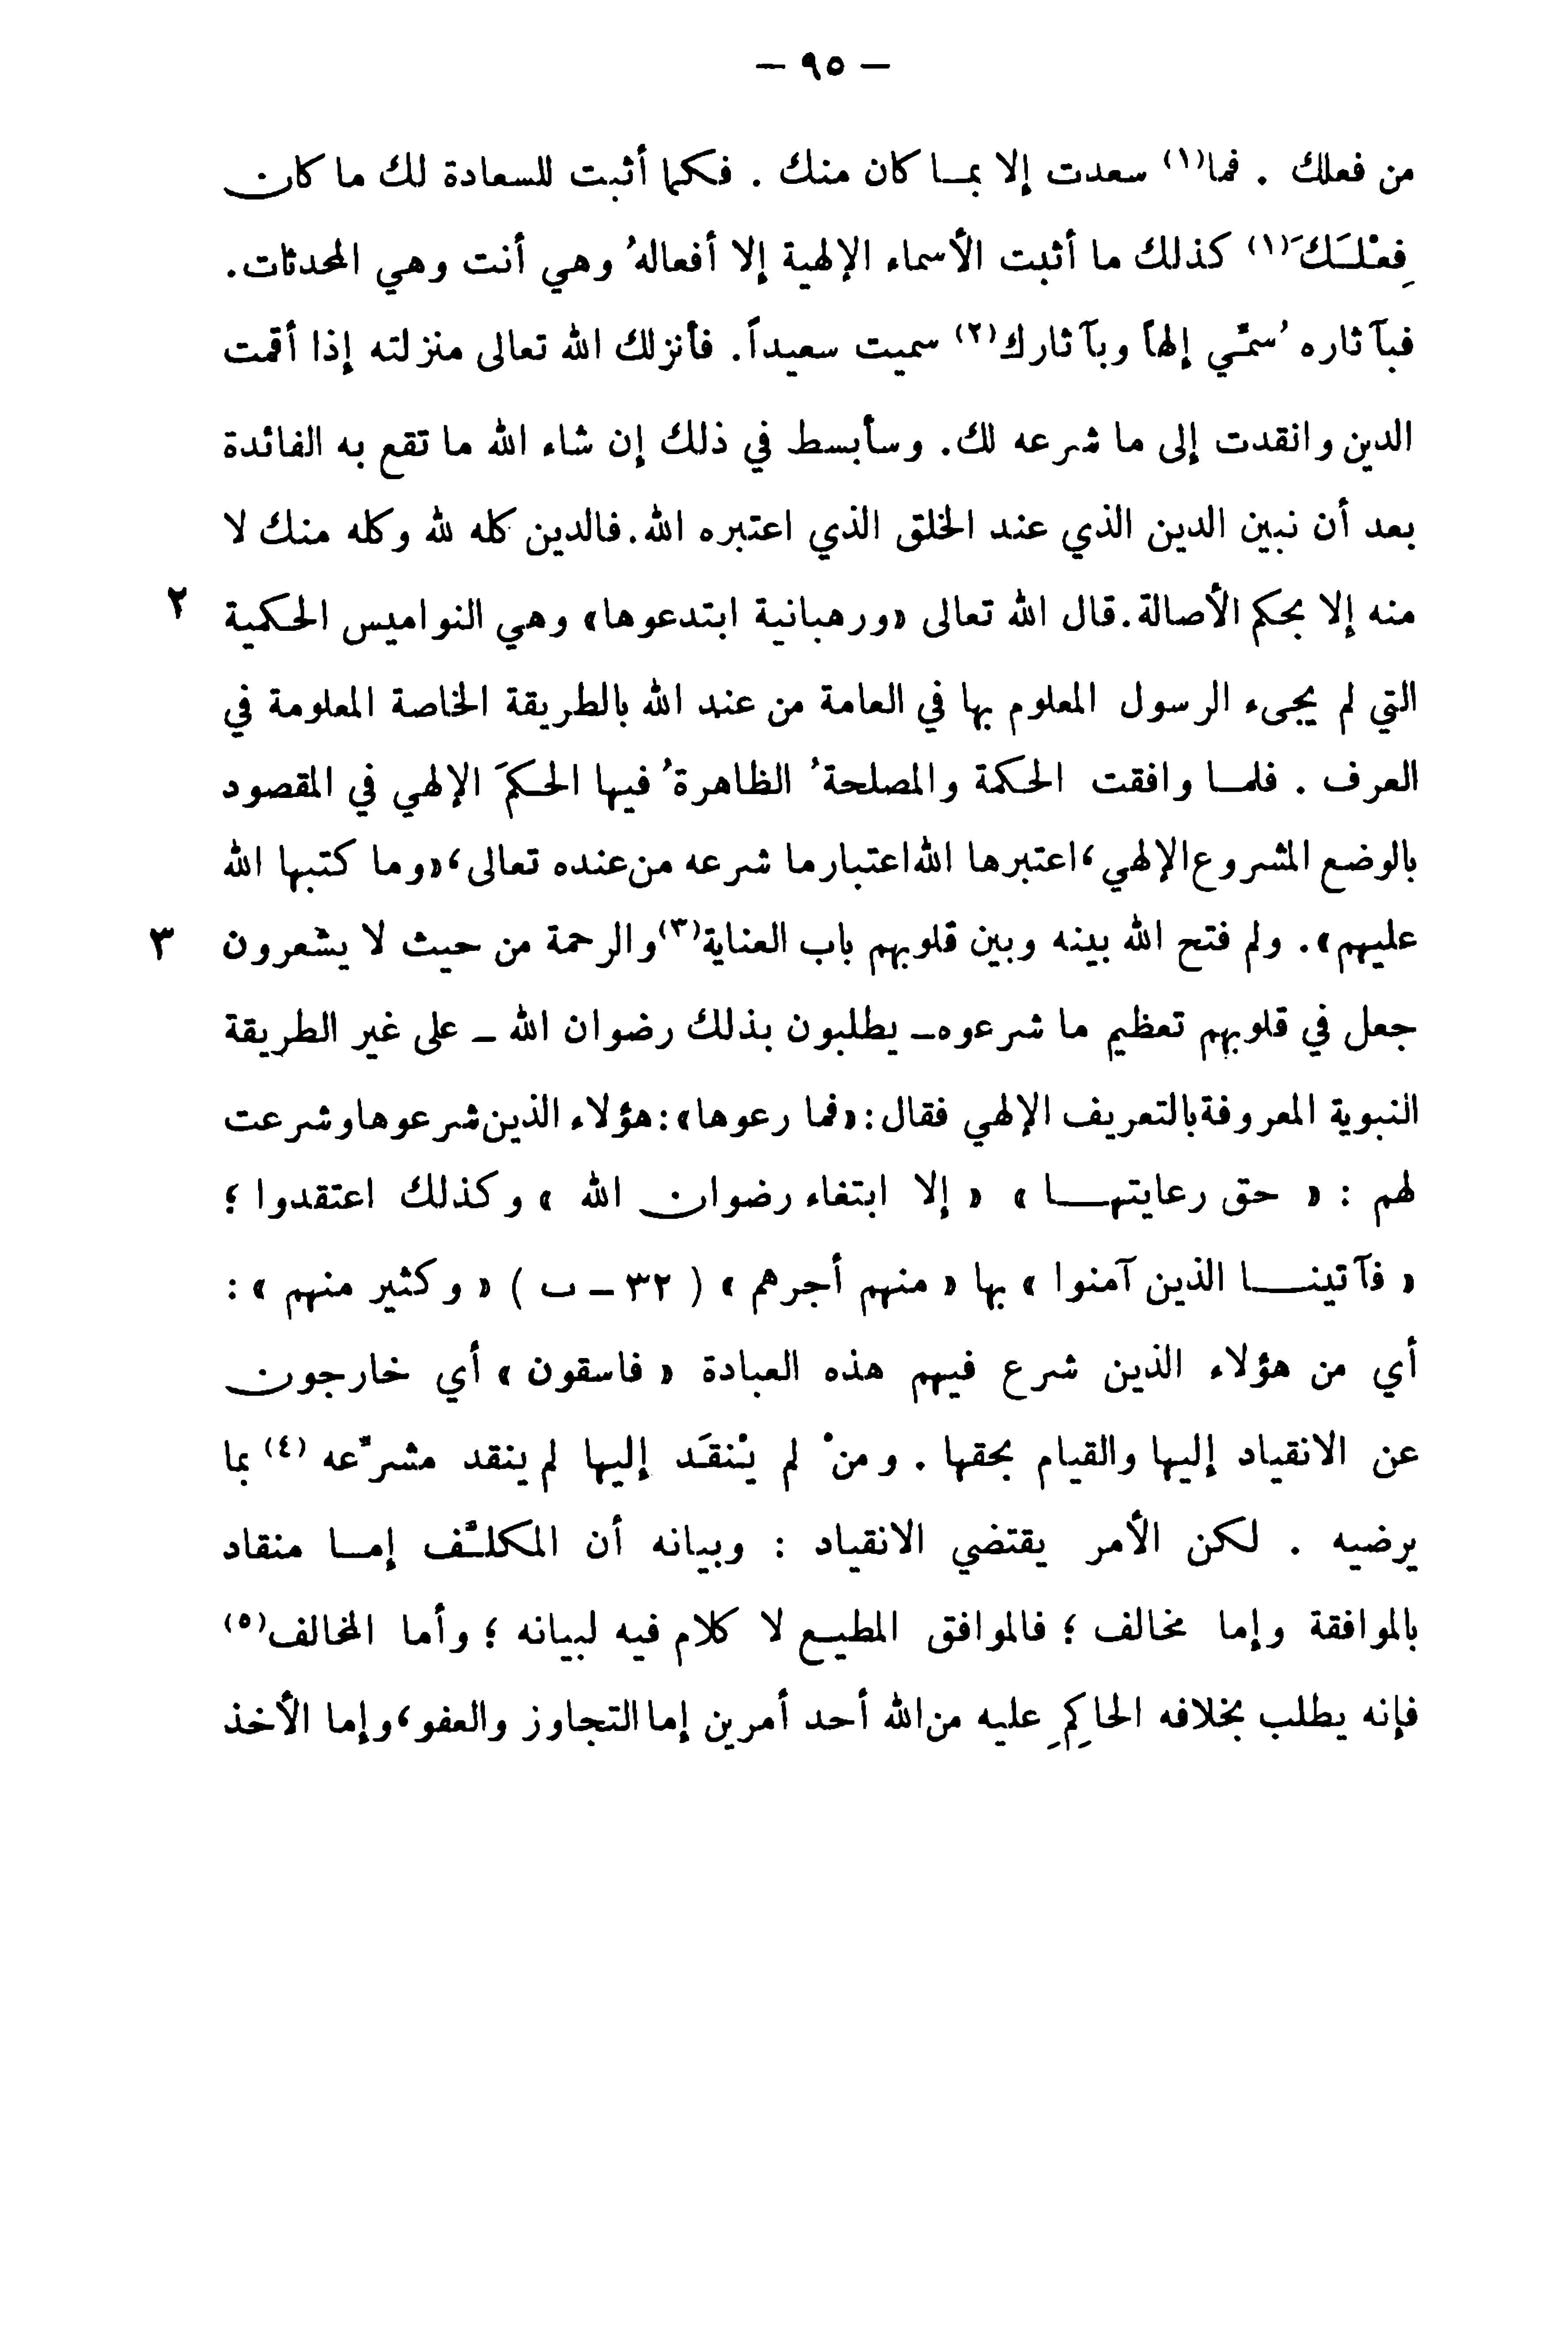 — ٩٥ —
من فعلك . فما(١) سعدت إلا بمـا كان منك . فكما أثبت للسعادة لك ما كان
فِعْلَـكَ(١) كذلك ما أثبت الأسماء الإلهية إلا أفعالهُ وهي أنت وهي المحدثات.
فبآثاره سُمِّي إلهاً وبآثارك(٢) سميت سعيداً. فأنزلك الله تعالى منزلته إذا أقمت
الدين وانقدت إلى ما شرعه لك. وسأبسط في ذلك إن شاء الله ما تقع به الفائدة
بعد أن نبين الدين الذي عند الخلق الذي اعتبره الله. فالدين كله لله وكله منك لا
منه إلا بحكم الأصالة. قال الله تعالى «ورهبانية ابتدعوها» وهي النواميس الحكمية ٢
التي لم يجىء الرسول المعلوم بها في العامة من عند الله بالطريقة الخاصة المعلومة في
العرف . فلمـا وافقت الحكمة والمصلحةُ الظاهرةُ فيها الحكمَ الإلهي في المقصود
بالوضع المشروع الإلهي ، اعتبرها الله اعتبار ما شرعه من عنده تعالى ، «وما كتبها الله
عليهم». ولم فتح الله بينه وبين قلوبهم باب العناية(٣) والرحمة من حيث لا يشعرون ٣
جعل في قلوبهم تعظيم ما شرعوه – يطلبون بذلك رضوان الله – على غير الطريقة
النبوية المعروفة بالتعريف الإلهي فقال : «فما رعوها» : هؤلاء الذين شرعوها وشرعت
لهم : « حق رعايتهـا » « إلا ابتغاء رضوان الله » وكذلك اعتقدوا ؛
« فآتينـا الذين آمنوا » بها « منهم أجرهم » ( ٣٢ – ب ) « وكثير منهم » :
أي من هؤلاء الذين شرع فيهم هذه العبادة « فاسقون » أي خارجون
عن الانقياد إليها والقيام بحقها . ومنْ لم يْنقَد إليها لم ينقد مشرِّعه (٤) بما
يرضيه . لكن الأمر يقتضي الانقياد : وبيانه أن المكلـَّف إمـا منقاد
بالموافقة وإما مخالف ؛ فالموافق المطيع لا كلام فيه لبيانه ؛ وأما المخالف(٥)
فإنه يطلب بخلافه الحاكِمِ عليه من الله أحد أمرين إما التجاوز والعفو ، وإما الأخذ